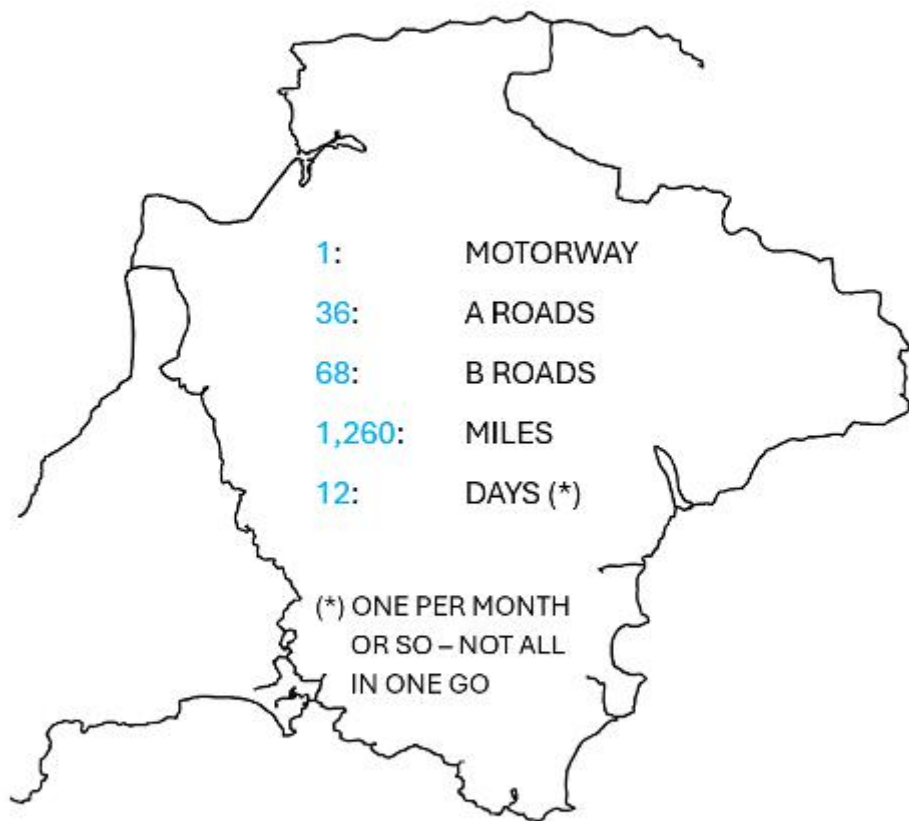 1: MOTORWAY
36: A ROADS
68: B ROADS
1,260: MILES
12: DAYS (*)
(*) ONE PER MONTH
OR SO – NOT ALL
IN ONE GO